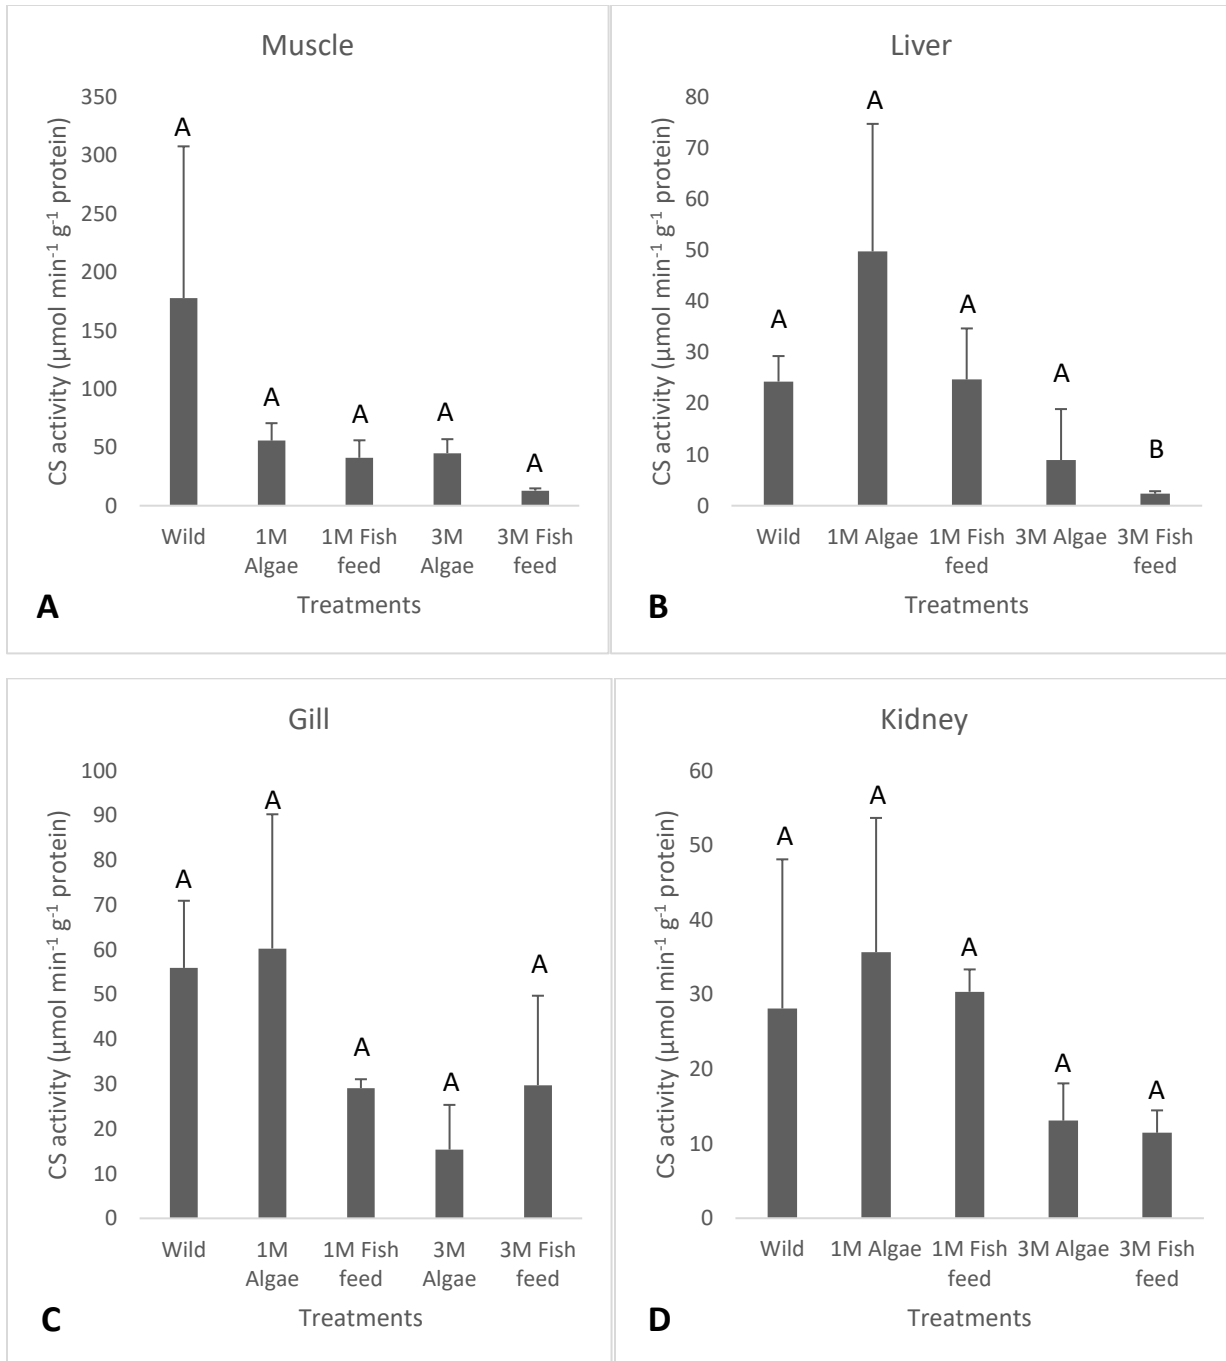 Muscle
CS activity (µmol min⁻¹ g⁻¹ protein)
350
300
250
200
150
100
50
0
A
A
A
A
A
Wild
1M Algae
1M Fish feed
3M Algae
3M Fish feed
Treatments
A
Liver
CS activity (µmol min⁻¹ g⁻¹ protein)
80
70
60
50
40
30
20
10
0
A
A
A
A
B
Wild
1M Algae
1M Fish feed
3M Algae
3M Fish feed
Treatments
B
Gill
CS activity (µmol min⁻¹ g⁻¹ protein)
100
90
80
70
60
50
40
30
20
10
0
A
A
A
A
A
Wild
1M Algae
1M Fish feed
3M Algae
3M Fish feed
Treatments
C
Kidney
CS activity (µmol min⁻¹ g⁻¹ protein)
60
50
40
30
20
10
0
A
A
A
A
A
Wild
1M Algae
1M Fish feed
3M Algae
3M Fish feed
Treatments
D